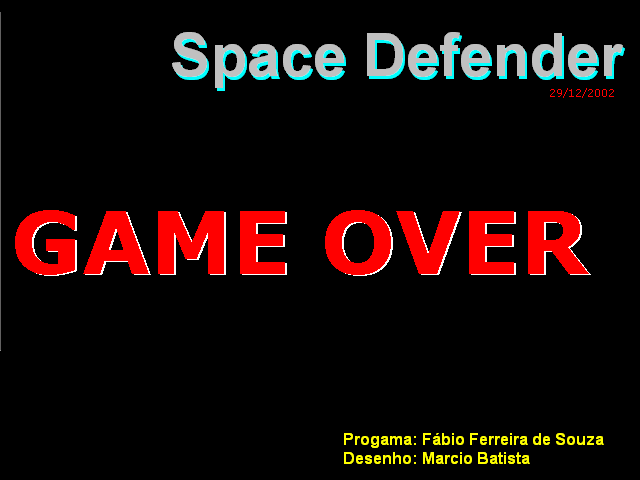 Space Defender
29/12/2002
GAME OVER
Progama: Fábio Ferreira de Souza
Desenho: Marcio Batista